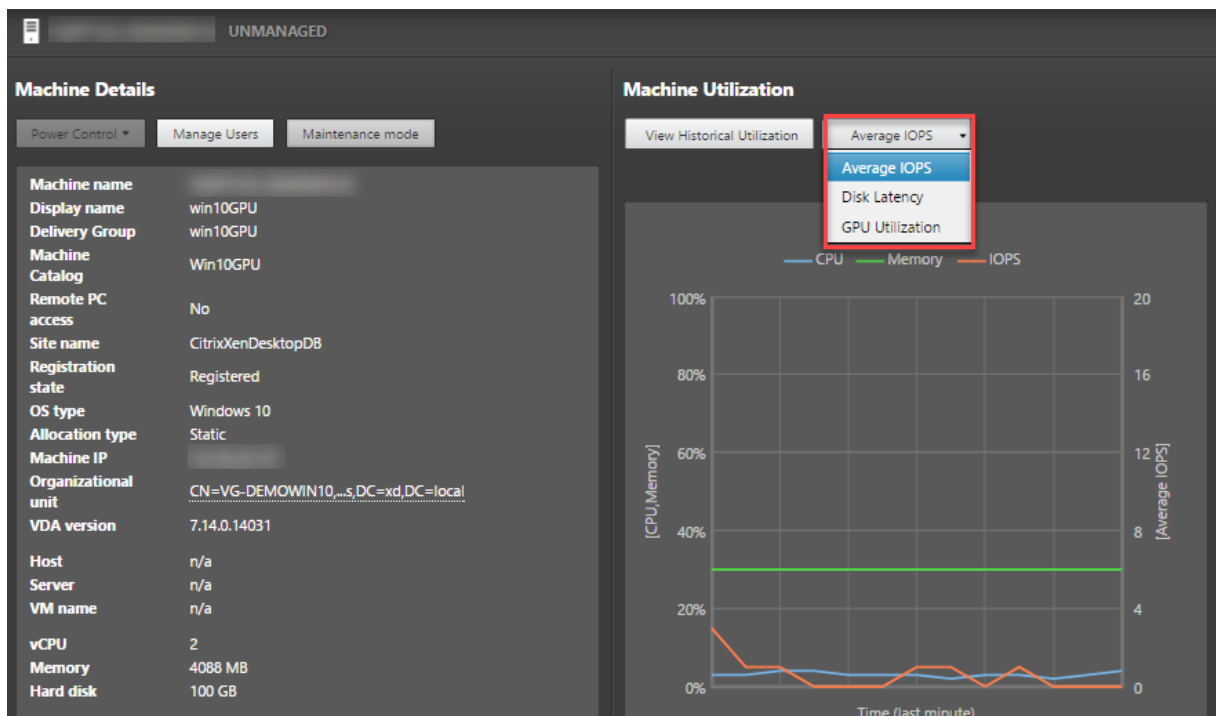 UNMANAGED
Machine Details
Power Control
Manage Users
Maintenance mode
Machine name
Display name win10GPU
Delivery Group win10GPU
Machine
Catalog Win10GPU
Remote PC
access No
Site name CitrixXenDesktopDB
Registration
state Registered
OS type Windows 10
Allocation type Static
Machine IP
Organizational
unit CN=VG-DEMOWIN10,...s,DC=xd,DC=local
VDA version 7.14.0.14031
Host n/a
Server n/a
VM name n/a
vCPU 2
Memory 4088 MB
Hard disk 100 GB
Machine Utilization
View Historical Utilization
Average IOPS
Average IOPS
Disk Latency
GPU Utilization
CPU Memory IOPS
100% 20
80% 16
60% 12
40% 8
20% 4
0% 0
[CPU,Memory]
[Average IOPS]
Time (last minute)